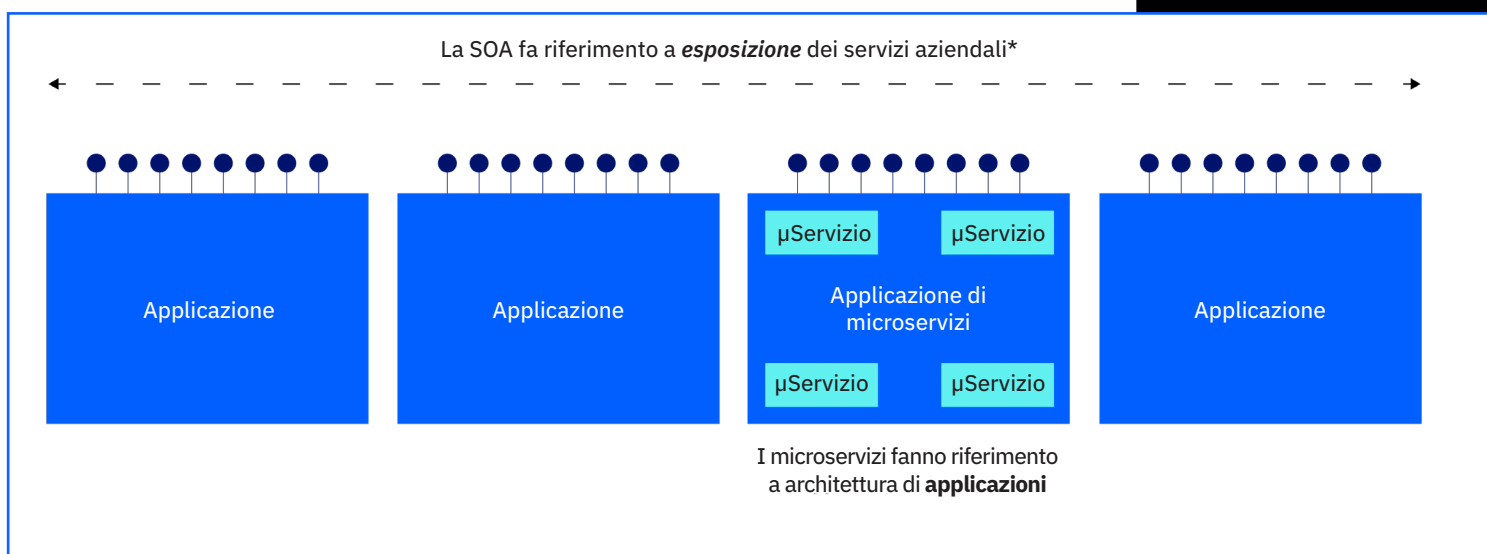 La SOA fa riferimento a esposizione dei servizi aziendali*
µServizio
µServizio
Applicazione
Applicazione
Applicazione di
microservizi
Applicazione
µServizio
µServizio
I microservizi fanno riferimento
a architettura di applicazioni